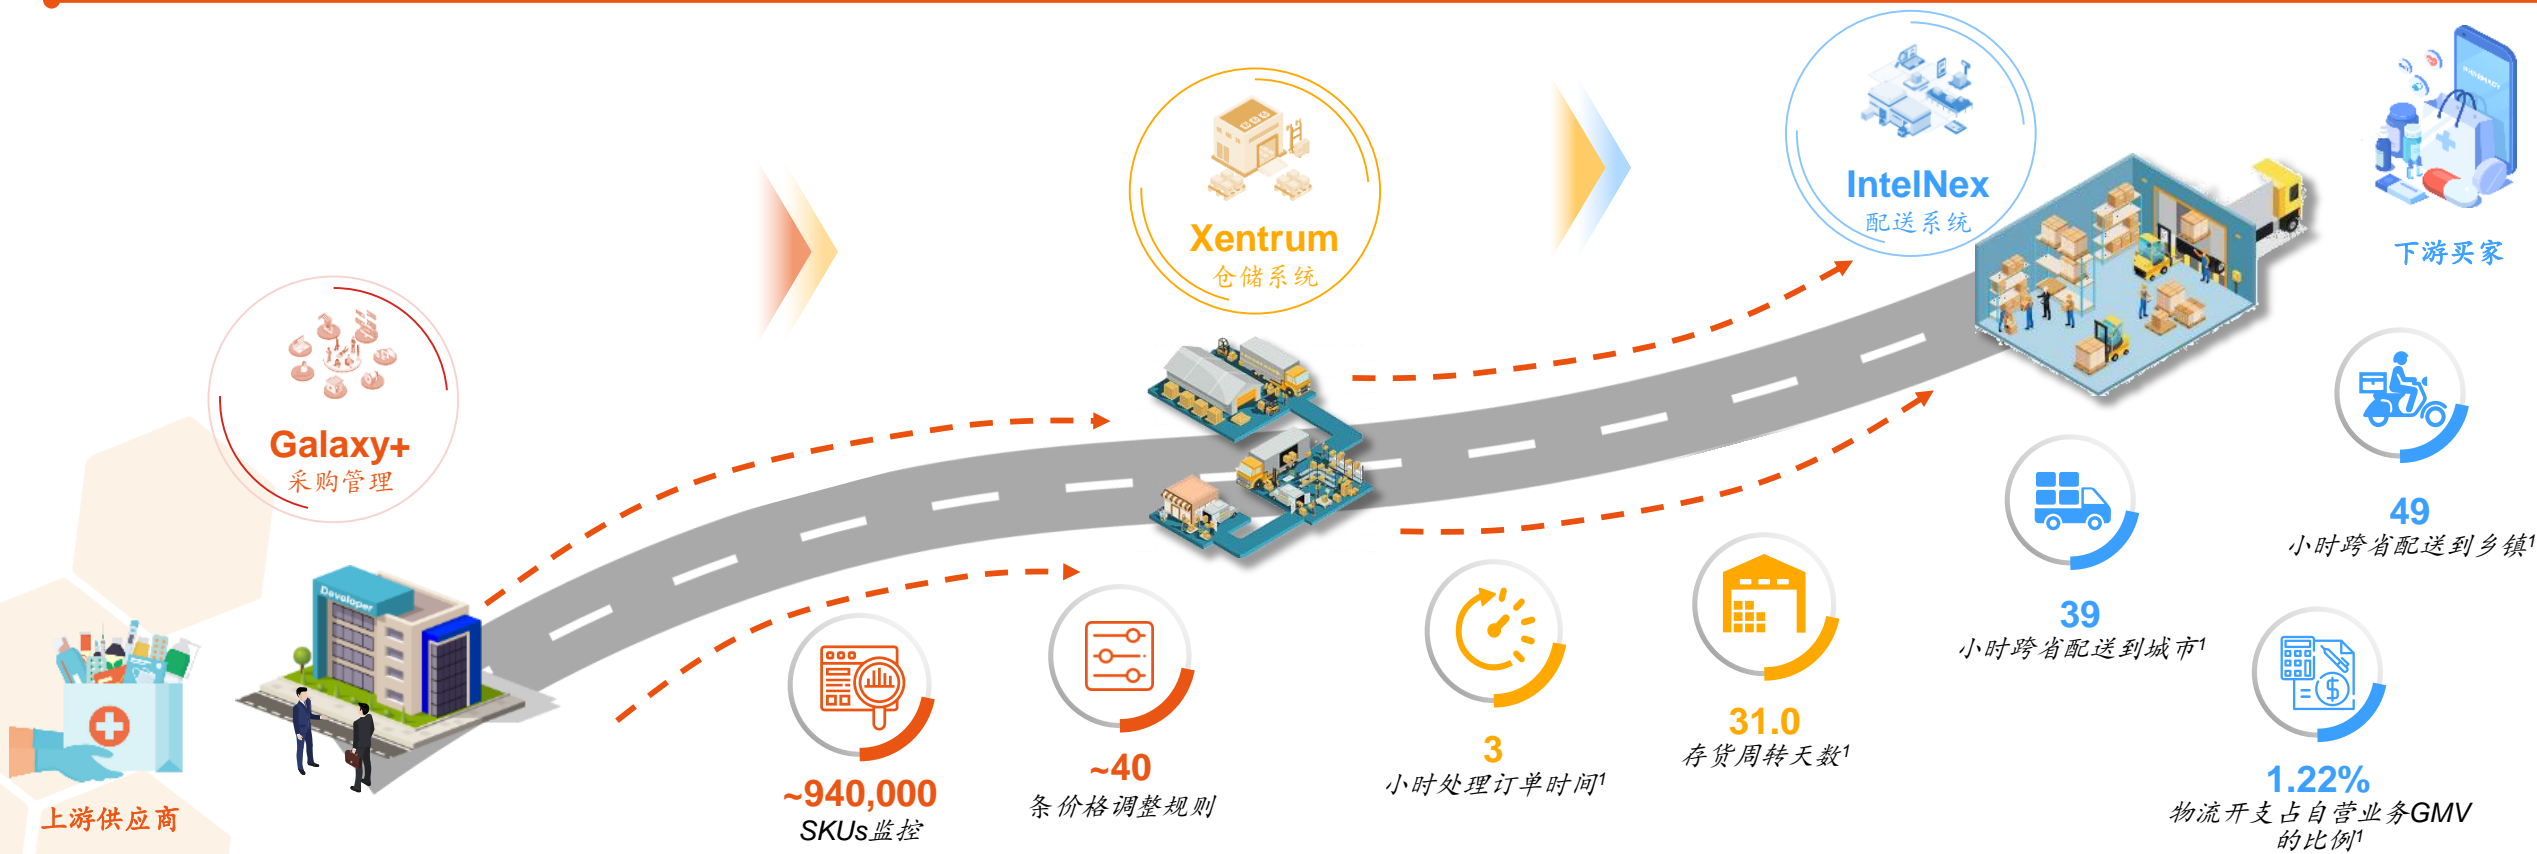 Galaxy+
采购管理
Xentrum
仓储系统
IntelNex
配送系统
上游供应商
下游买家
Developer
~940,000
SKUs监控
~40
条价格调整规则
3
小时处理订单时间1
31.0
存货周转天数1
39
小时跨省配送到城市1
49
小时跨省配送到乡镇1
1.22%
物流开支占自营业务GMV
的比例1